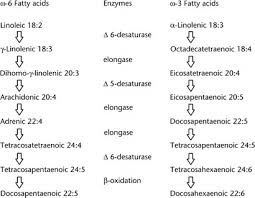 ω-6 Fatty acids Enzymes ω-3 Fatty acids
Linoleic 18:2 α-Linolenic 18:3
Δ 6-desaturase
γ-Linolenic 18:3 Octadecatetraenoic 18:4
elongase
Dihomo-γ-linolenic 20:3 Eicosatetraenoic 20:4
Δ 5-desaturase
Arachidonic 20:4 Eicosapentaenoic 20:5
elongase
Adrenic 22:4 Docosapentaenoic 22:5
elongase
Tetracosatetraenoic 24:4 Tetracosapentaenoic 24:5
Δ 6-desaturase
Tetracosapentaenoic 24:5 Tetracosahexaenoic 24:6
β-oxidation
Docosapentaenoic 22:5 Docosahexaenoic 22:6